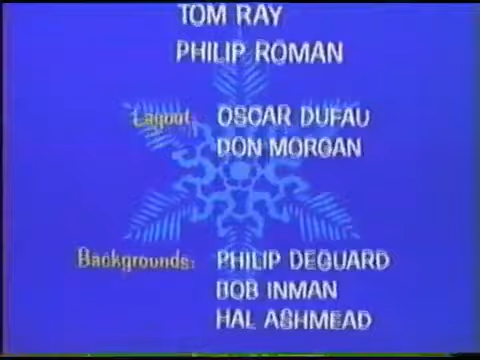 TOM RAY
PHILIP ROMAN
Layout: OSCAR DUFAU
DON MORGAN
Backgrounds: PHILIP DEGUARD
BOB INMAN
HAL ASHMEAD